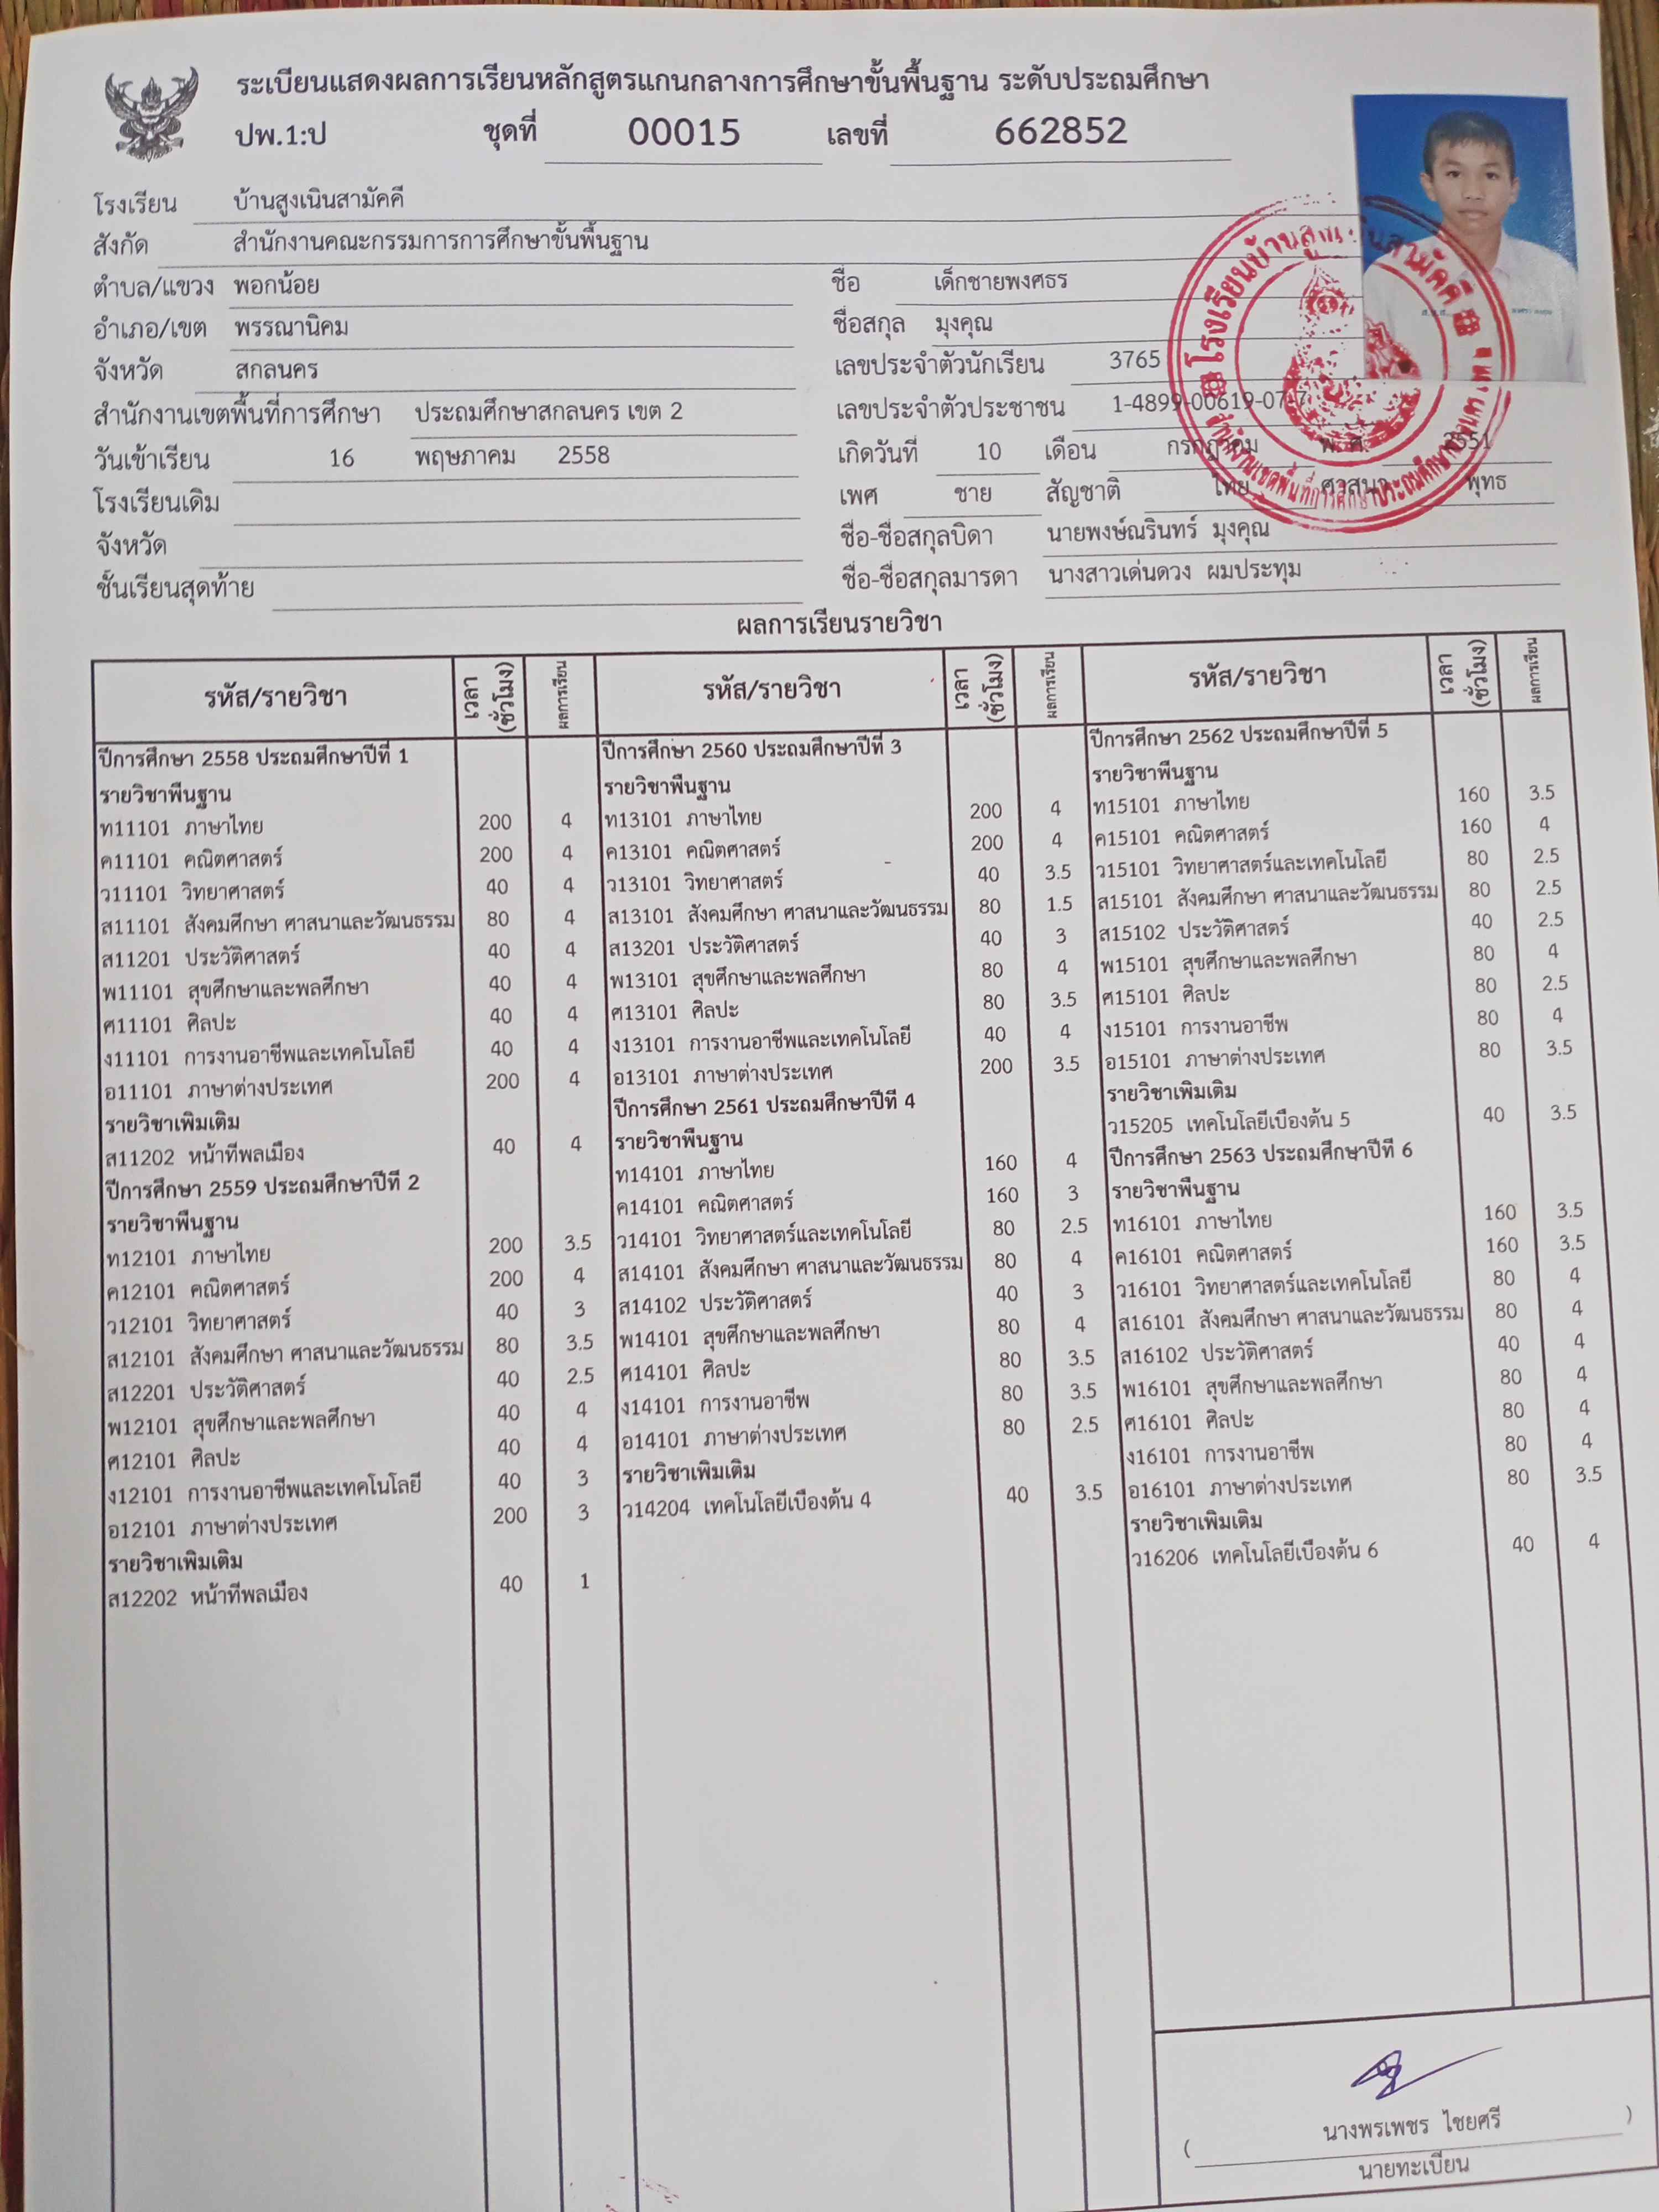 ระเบียนแสดงผลการเรียนหลักสูตรแกนกลางการศึกษาขั้นพื้นฐาน ระดับประถมศึกษา
ปพ.1:ป ชุดที่ 00015 เลขที่ 662852
โรงเรียน บ้านสูงเนินสามัคคี
สังกัด สำนักงานคณะกรรมการการศึกษาขั้นพื้นฐาน
ตำบล/แขวง พอกน้อย
อำเภอ/เขต พรรณานิคม
จังหวัด สกลนคร
สำนักงานเขตพื้นที่การศึกษา ประถมศึกษาสกลนคร เขต 2
วันเข้าเรียน 16 พฤษภาคม 2558
โรงเรียนเดิม
จังหวัด
ชั้นเรียนสุดท้าย
ชื่อ เด็กชายพงศธร
ชื่อสกุล มุงคุณ
เลขประจำตัวนักเรียน 3765
เลขประจำตัวประชาชน 1-4899-00619-07-7
เกิดวันที่ 10 เดือน กรกฎาคม พ.ศ. 2551
เพศ ชาย สัญชาติ ไทย ศาสนา พุทธ
ชื่อ-ชื่อสกุลบิดา นายพงษ์ณรินทร์ มุงคุณ
ชื่อ-ชื่อสกุลมารดา นางสาวเด่นดวง ผมประทุม
โรงเรียนบ้านสูงเนินสามัคคี
ผลการเรียนรายวิชา
รหัส/รายวิชา เวลา (ชั่วโมง) ผลการเรียน
ปีการศึกษา 2558 ประถมศึกษาปีที่ 1
รายวิชาพื้นฐาน
ท11101 ภาษาไทย 200 4
ค11101 คณิตศาสตร์ 200 4
ว11101 วิทยาศาสตร์ 40 4
ส11101 สังคมศึกษา ศาสนาและวัฒนธรรม 80 4
ส11201 ประวัติศาสตร์ 40 4
พ11101 สุขศึกษาและพลศึกษา 40 4
ศ11101 ศิลปะ 40 4
ง11101 การงานอาชีพและเทคโนโลยี 40 4
อ11101 ภาษาต่างประเทศ 200 4
รายวิชาเพิ่มเติม
ส11202 หน้าที่พลเมือง 40 4
ปีการศึกษา 2559 ประถมศึกษาปีที่ 2
รายวิชาพื้นฐาน
ท12101 ภาษาไทย 200 3.5
ค12101 คณิตศาสตร์ 200 4
ว12101 วิทยาศาสตร์ 40 3
ส12101 สังคมศึกษา ศาสนาและวัฒนธรรม 80 3.5
ส12201 ประวัติศาสตร์ 40 2.5
พ12101 สุขศึกษาและพลศึกษา 40 4
ศ12101 ศิลปะ 40 4
ง12101 การงานอาชีพและเทคโนโลยี 40 3
อ12101 ภาษาต่างประเทศ 200 3
รายวิชาเพิ่มเติม
ส12202 หน้าที่พลเมือง 40 1
รหัส/รายวิชา เวลา (ชั่วโมง) ผลการเรียน
ปีการศึกษา 2560 ประถมศึกษาปีที่ 3
รายวิชาพื้นฐาน
ท13101 ภาษาไทย 200 4
ค13101 คณิตศาสตร์ 200 4
ว13101 วิทยาศาสตร์ 40 3.5
ส13101 สังคมศึกษา ศาสนาและวัฒนธรรม 80 1.5
ส13201 ประวัติศาสตร์ 40 3
พ13101 สุขศึกษาและพลศึกษา 80 4
ศ13101 ศิลปะ 80 3.5
ง13101 การงานอาชีพและเทคโนโลยี 40 4
อ13101 ภาษาต่างประเทศ 200 3.5
ปีการศึกษา 2561 ประถมศึกษาปีที่ 4
รายวิชาพื้นฐาน
ท14101 ภาษาไทย 160 4
ค14101 คณิตศาสตร์ 160 3
ว14101 วิทยาศาสตร์และเทคโนโลยี 80 2.5
ส14101 สังคมศึกษา ศาสนาและวัฒนธรรม 80 4
ส14102 ประวัติศาสตร์ 40 3
พ14101 สุขศึกษาและพลศึกษา 80 4
ศ14101 ศิลปะ 80 3.5
ง14101 การงานอาชีพ 80 3.5
อ14101 ภาษาต่างประเทศ 80 2.5
รายวิชาเพิ่มเติม
ว14204 เทคโนโลยีเบื้องต้น 4 40 3.5
รหัส/รายวิชา เวลา (ชั่วโมง) ผลการเรียน
ปีการศึกษา 2562 ประถมศึกษาปีที่ 5
รายวิชาพื้นฐาน
ท15101 ภาษาไทย 160 3.5
ค15101 คณิตศาสตร์ 160 4
ว15101 วิทยาศาสตร์และเทคโนโลยี 80 2.5
ส15101 สังคมศึกษา ศาสนาและวัฒนธรรม 80 2.5
ส15102 ประวัติศาสตร์ 40 2.5
พ15101 สุขศึกษาและพลศึกษา 80 4
ศ15101 ศิลปะ 80 2.5
ง15101 การงานอาชีพ 80 4
อ15101 ภาษาต่างประเทศ 80 3.5
รายวิชาเพิ่มเติม
ว15205 เทคโนโลยีเบื้องต้น 5 40 3.5
ปีการศึกษา 2563 ประถมศึกษาปีที่ 6
รายวิชาพื้นฐาน
ท16101 ภาษาไทย 160 3.5
ค16101 คณิตศาสตร์ 160 3.5
ว16101 วิทยาศาสตร์และเทคโนโลยี 80 4
ส16101 สังคมศึกษา ศาสนาและวัฒนธรรม 80 4
ส16102 ประวัติศาสตร์ 40 4
พ16101 สุขศึกษาและพลศึกษา 80 4
ศ16101 ศิลปะ 80 4
ง16101 การงานอาชีพ 80 4
อ16101 ภาษาต่างประเทศ 80 3.5
รายวิชาเพิ่มเติม
ว16206 เทคโนโลยีเบื้องต้น 6 40 4
( นางพรเพชร ไชยศรี )
นายทะเบียน